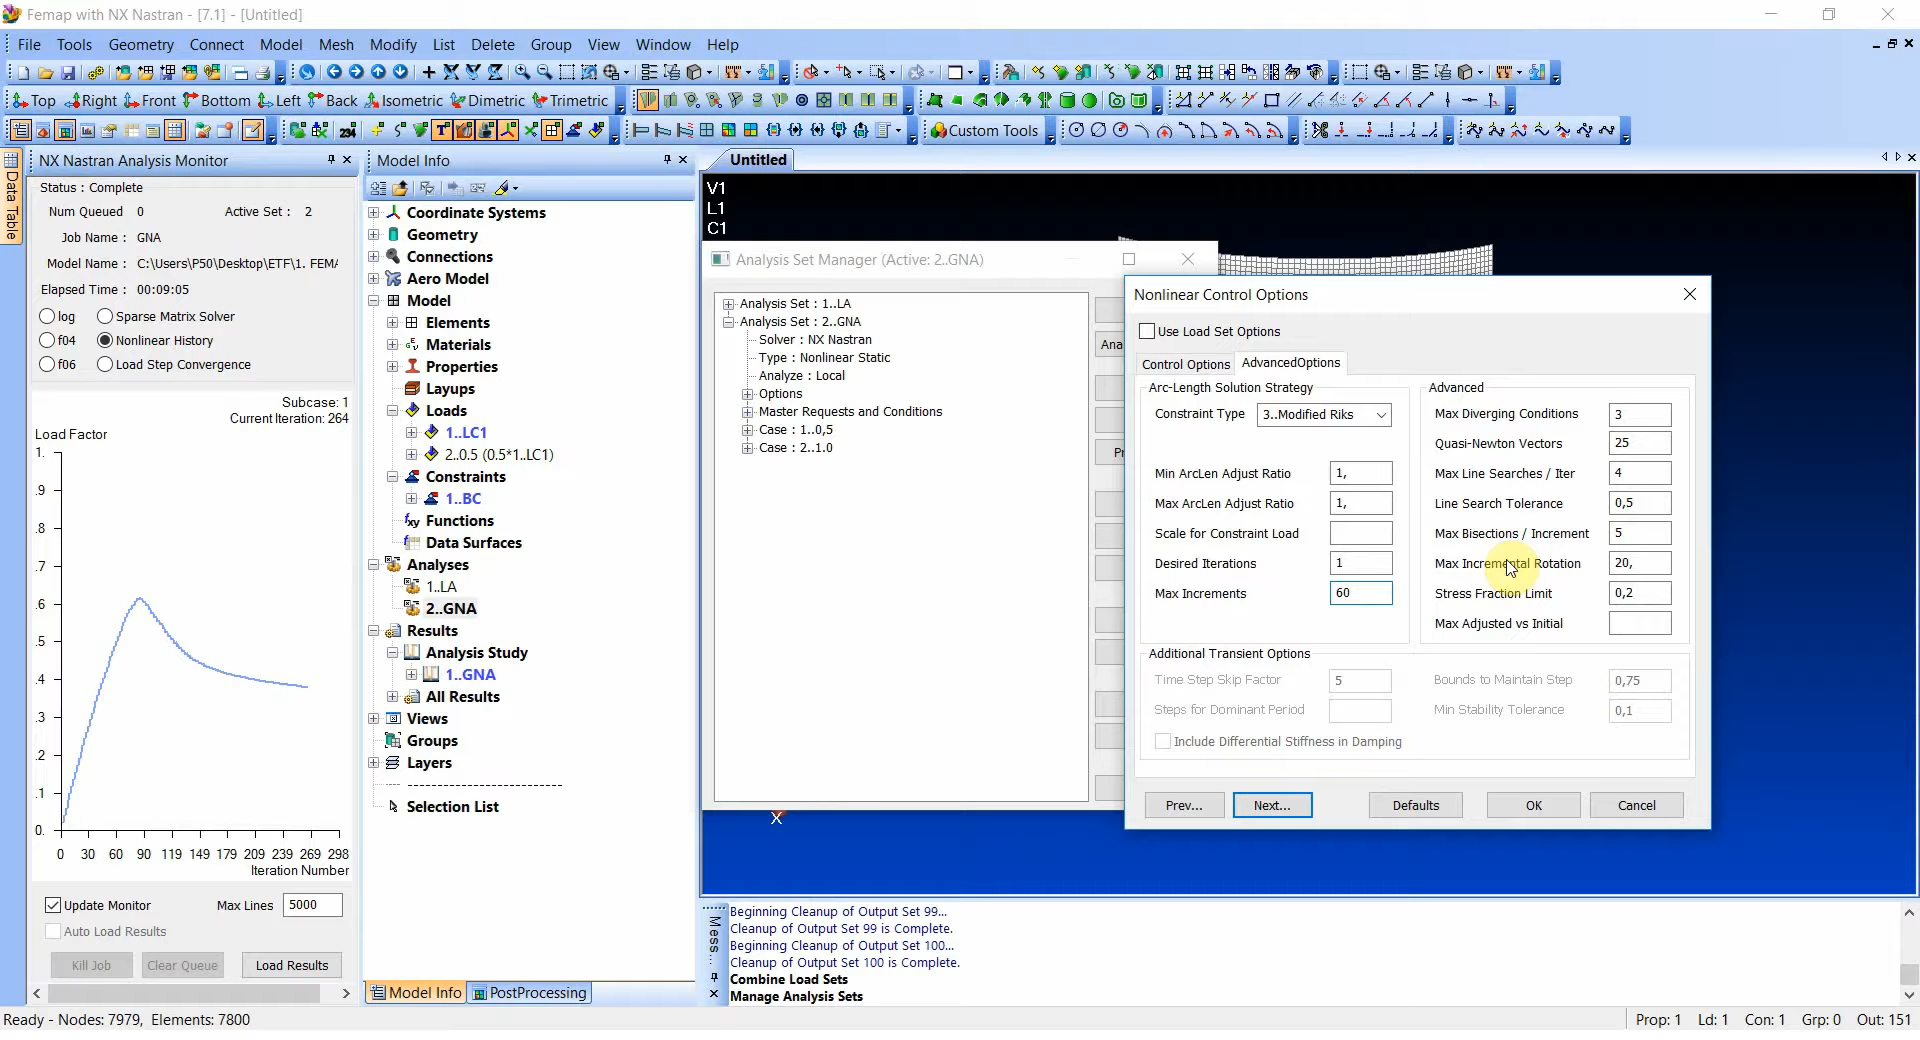 Femap with NX Nastran - [7.1] - [Untitled]
File Tools Geometry Connect Model Mesh Modify List Delete Group View Window Help
Top Right Front Bottom Left Back Isometric Dimetric Trimetric
234 Custom Tools
Data Table
NX Nastran Analysis Monitor
Status : Complete
Num Queued 0 Active Set : 2
Job Name : GNA
Model Name : C:\Users\P50\Desktop\ETF\1. FEMA
Elapsed Time : 00:09:05
log Sparse Matrix Solver
f04 Nonlinear History
f06 Load Step Convergence
Subcase: 1
Current Iteration: 264
Load Factor
1.
.9
.8
.7
.6
.5
.4
.3
.2
.1
0.
0 30 60 90 119 149 179 209 239 269 298
Iteration Number
Update Monitor Max Lines 5000
Auto Load Results
Kill Job Clear Queue Load Results
Model Info
Coordinate Systems
Geometry
Connections
Aero Model
Model
Elements
Materials
Properties
Layups
Loads
1..LC1
2..0.5 (0.5*1..LC1)
Constraints
1..BC
Functions
Data Surfaces
Analyses
1..LA
2..GNA
Results
Analysis Study
1..GNA
All Results
Views
Groups
Layers
Selection List
Model Info PostProcessing
Untitled
V1
L1
C1
Analysis Set Manager (Active: 2..GNA)
Analysis Set : 1..LA
Analysis Set : 2..GNA
Solver : NX Nastran
Type : Nonlinear Static
Analyze : Local
Options
Master Requests and Conditions
Case : 1..0,5
Case : 2..1.0
Ana
Pr
X
Nonlinear Control Options
Use Load Set Options
Control Options AdvancedOptions
Arc-Length Solution Strategy
Constraint Type 3..Modified Riks
Min ArcLen Adjust Ratio 1,
Max ArcLen Adjust Ratio 1,
Scale for Constraint Load
Desired Iterations 1
Max Increments 60
Advanced
Max Diverging Conditions 3
Quasi-Newton Vectors 25
Max Line Searches / Iter 4
Line Search Tolerance 0,5
Max Bisections / Increment 5
Max Incremental Rotation 20,
Stress Fraction Limit 0,2
Max Adjusted vs Initial
Additional Transient Options
Time Step Skip Factor 5 Bounds to Maintain Step 0,75
Steps for Dominant Period Min Stability Tolerance 0,1
Include Differential Stiffness in Damping
Prev... Next... Defaults OK Cancel
Mess...
Beginning Cleanup of Output Set 99...
Cleanup of Output Set 99 is Complete.
Beginning Cleanup of Output Set 100...
Cleanup of Output Set 100 is Complete.
Combine Load Sets
Manage Analysis Sets
Ready - Nodes: 7979, Elements: 7800
Prop: 1 Ld: 1 Con: 1 Grp: 0 Out: 151